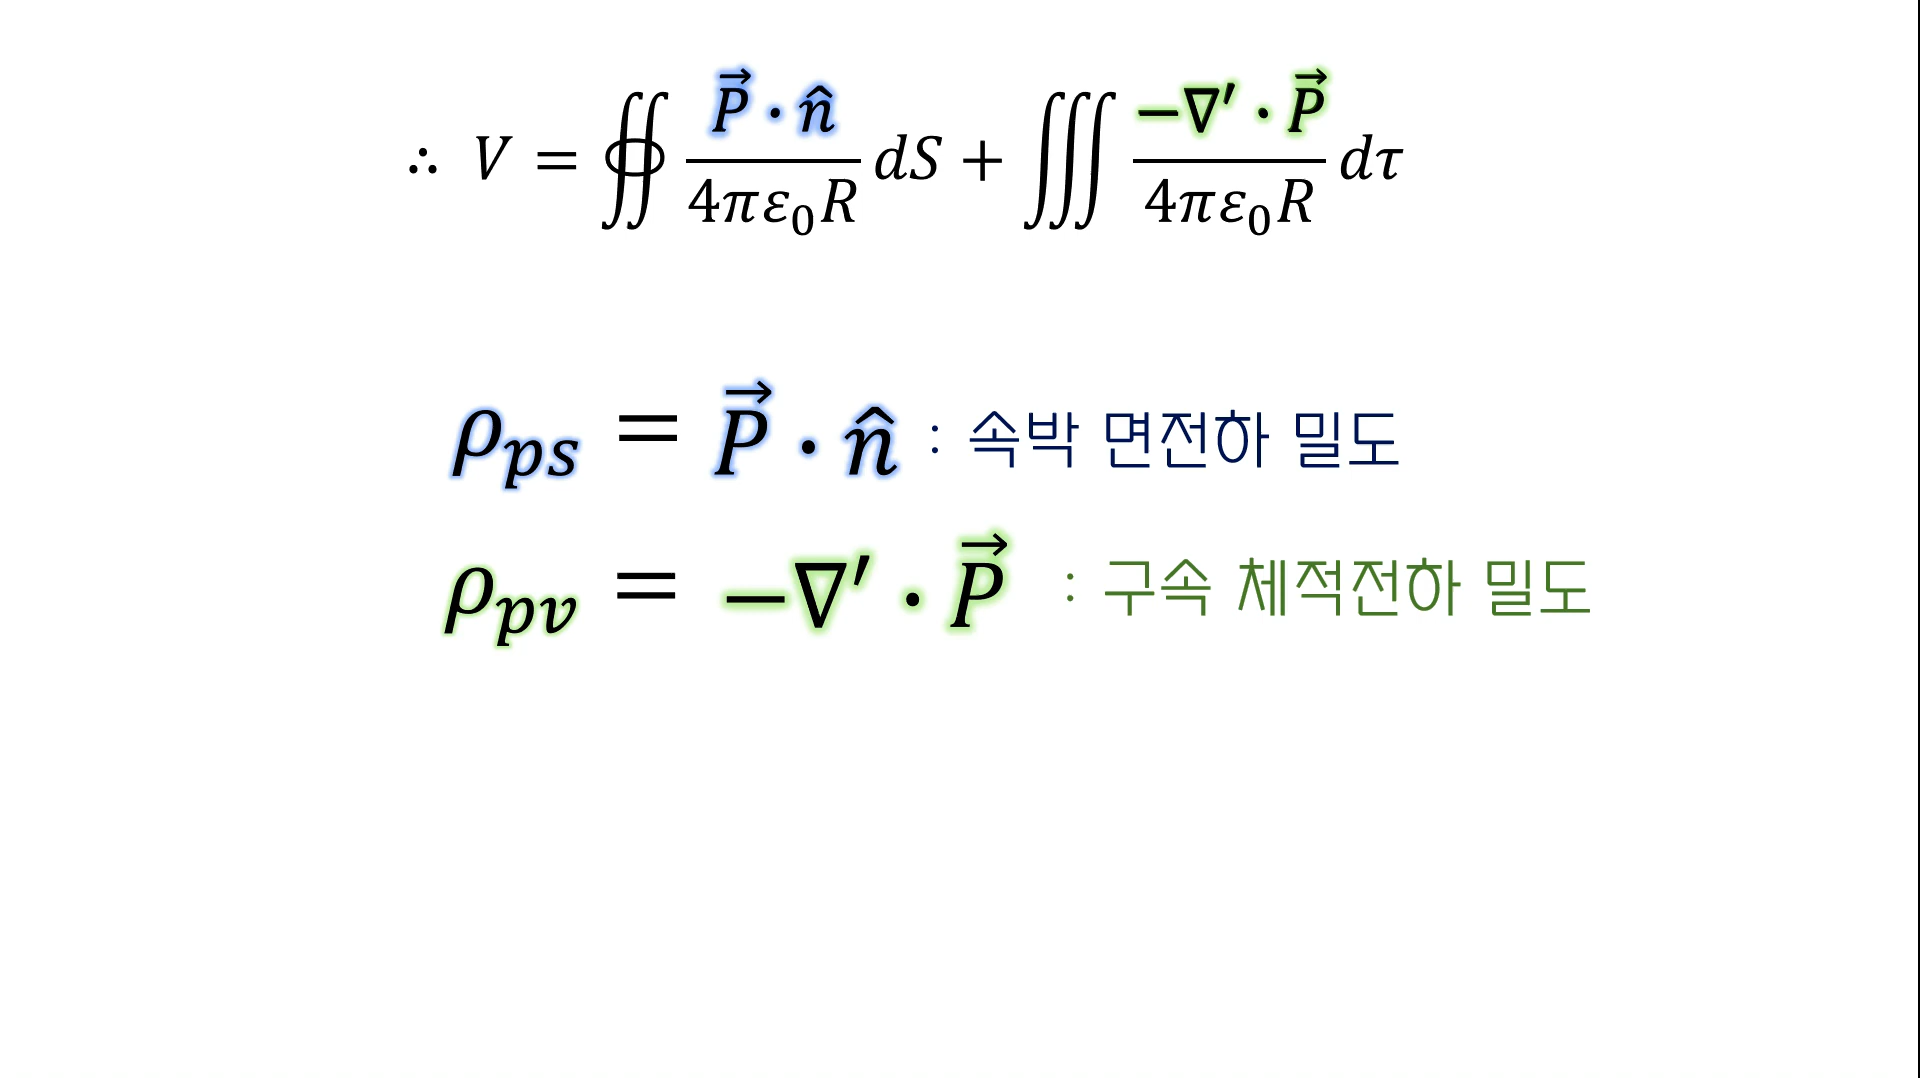 ∴ V = ∯ (P⃗ · n̂)/(4πε₀R) dS + ∭ (−∇′ · P⃗)/(4πε₀R) dτ
ρₚₛ = P⃗ · n̂ : 속박 면전하 밀도
ρₚᵥ = −∇′ · P⃗ : 구속 체적전하 밀도